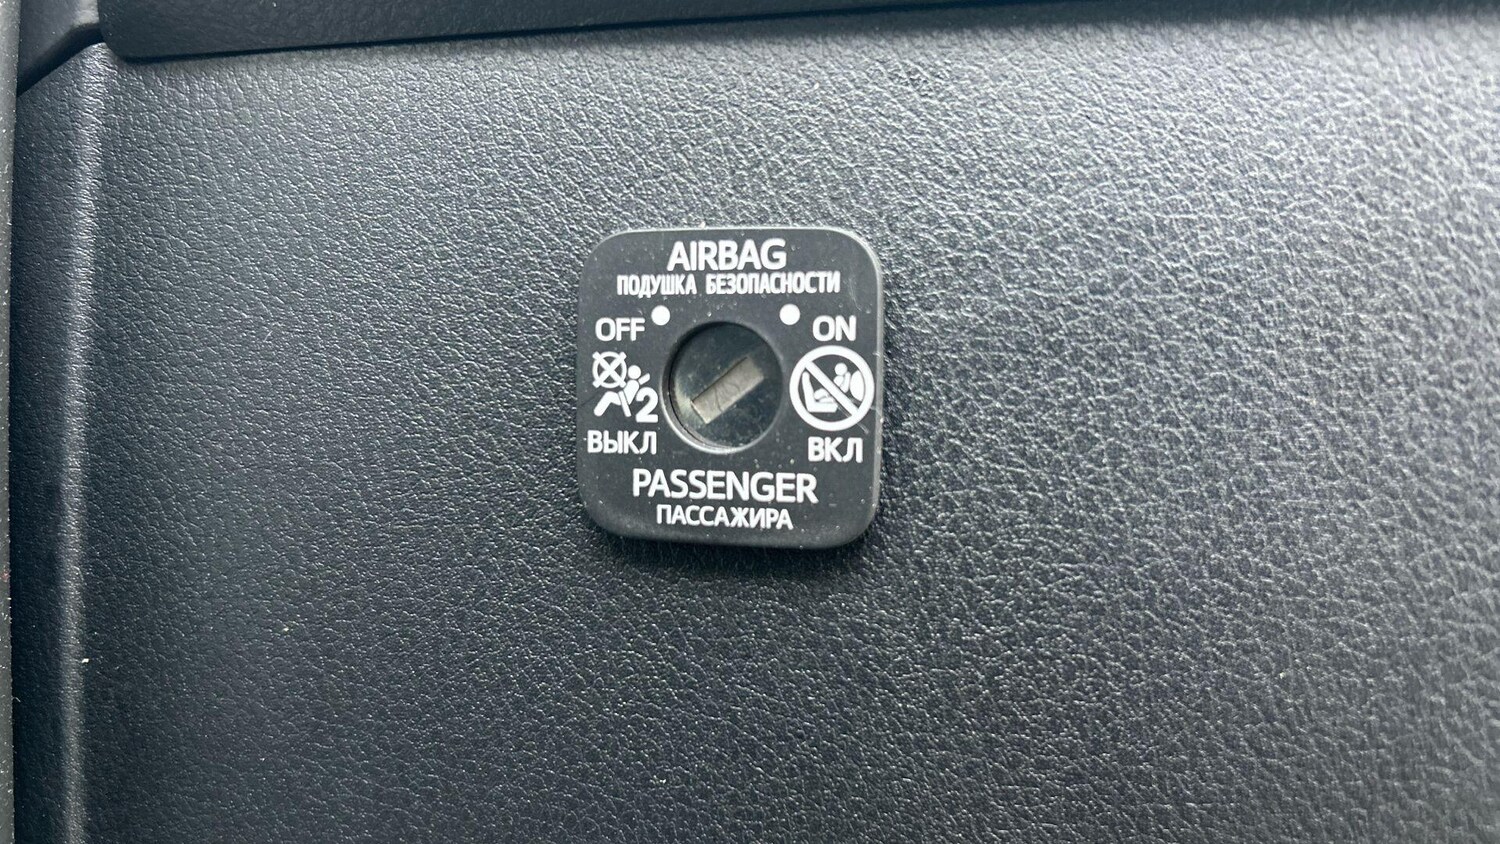 AIRBAG
ПОДУШКА БЕЗОПАСНОСТИ
OFF ON
2
ВЫКЛ ВКЛ
PASSENGER
ПАССАЖИРА